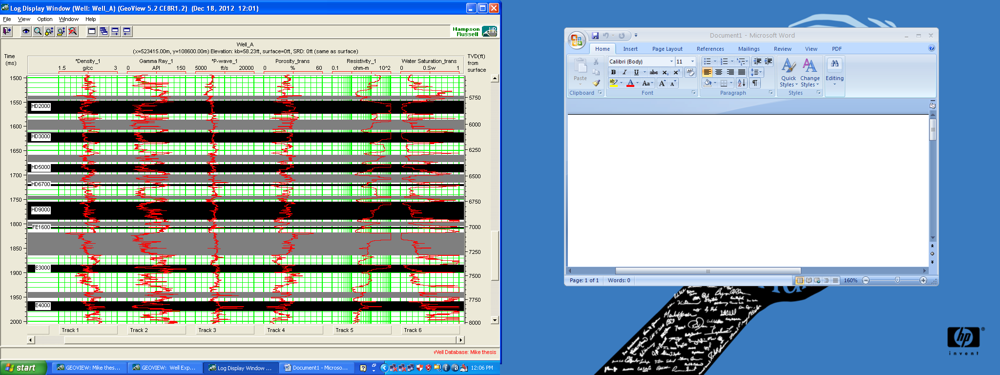 Log Display Window (Well: Well_A) (GeoView 5.2 CE8R1.2) (Dec 18, 2012 12:01)
File View Option Window Help
Hampson
Russell
HR
Well_A
(x=523415.00m, y=108600.00m) Elevation: kb=58.23ft, surface=0ft, SRD: 0ft (same as surface)
Time
(ms)
TVD(ft)
from
surface
*Density_1
1.5 g/cc 3
Gamma Ray_1
0 API 150
*P-wave_1
5000 ft/s 20000
Porosity_trans
0 % 60
Resistivity_1
0.1 ohm-m 10^2
Water Saturation_trans
0 0.Sw 1
1500
1550
1600
1650
1700
1750
1800
1850
1900
1950
2000
HD2000
HD3000
HD5000
HD6700
HD9000
FE1600
E3000
E4000
5750
6000
6250
6500
6750
7000
7250
7500
7750
8000
Track 1 Track 2 Track 3 Track 4 Track 5 Track 6
Well Database: Mike thesis
start
GEOVIEW: Mike thes...
GEOVIEW: Well Exp...
Log Display Window ...
Document1 - Microso...
12:06 PM
Document1 - Microsoft Word
Home Insert Page Layout References Mailings Review View PDF
Paste
Clipboard
Calibri (Body) 11
B I U abc x₂ x²
ab A Aa A A
Font
Paragraph
Quick
Styles
Change
Styles
Styles
Editing
Page: 1 of 1 Words: 0
160%
hp
invent